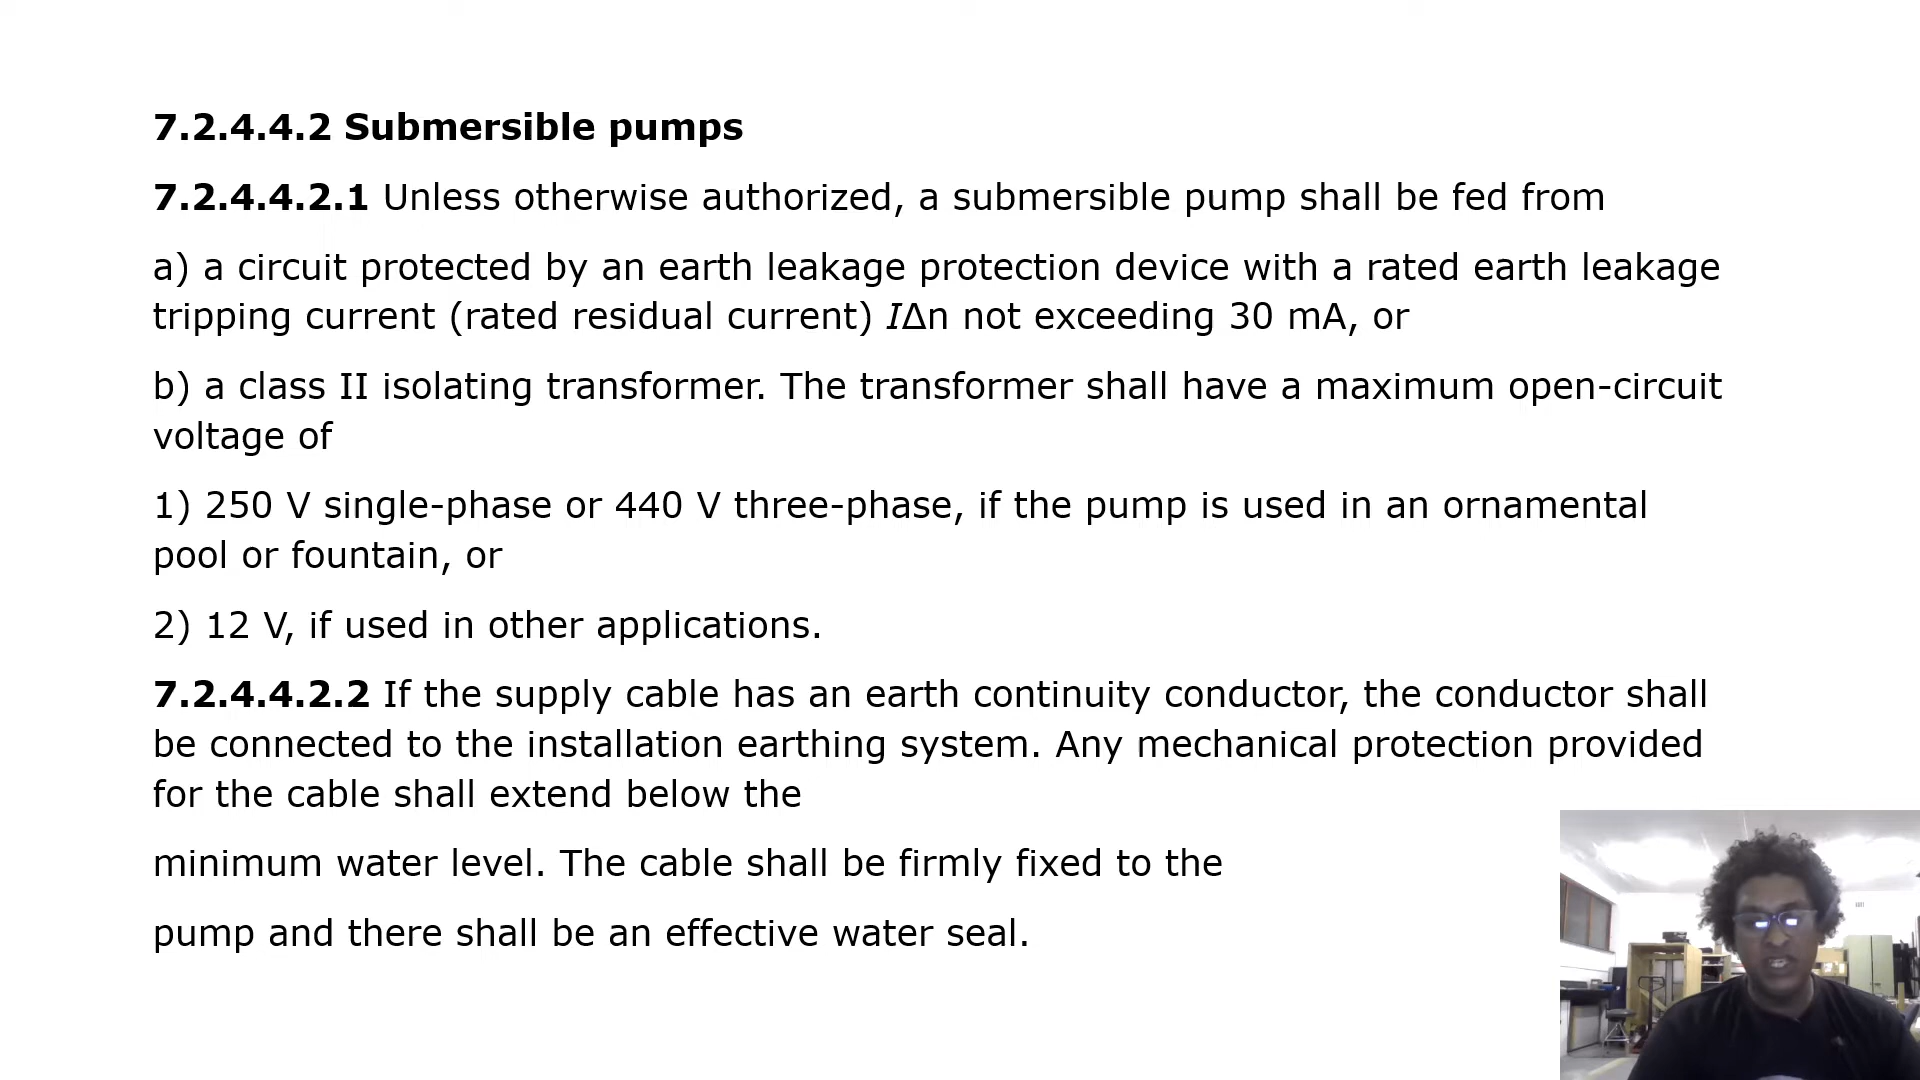 7.2.4.4.2 Submersible pumps
7.2.4.4.2.1 Unless otherwise authorized, a submersible pump shall be fed from
a) a circuit protected by an earth leakage protection device with a rated earth leakage
tripping current (rated residual current) IΔn not exceeding 30 mA, or
b) a class II isolating transformer. The transformer shall have a maximum open-circuit
voltage of
1) 250 V single-phase or 440 V three-phase, if the pump is used in an ornamental
pool or fountain, or
2) 12 V, if used in other applications.
7.2.4.4.2.2 If the supply cable has an earth continuity conductor, the conductor shall
be connected to the installation earthing system. Any mechanical protection provided
for the cable shall extend below the
minimum water level. The cable shall be firmly fixed to the
pump and there shall be an effective water seal.